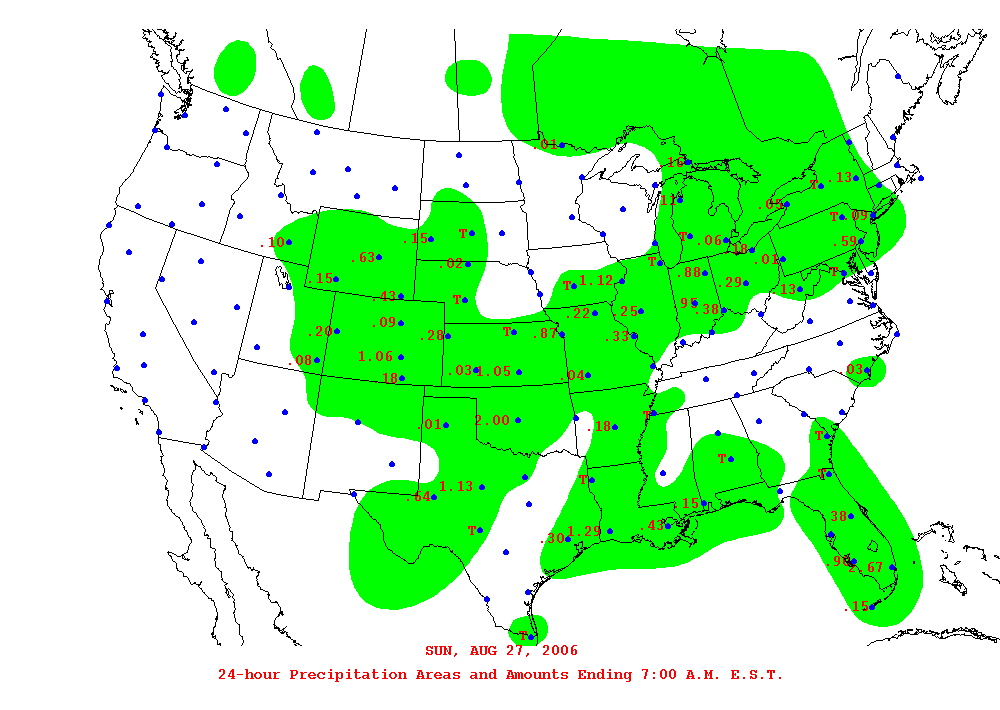 .01
.10
.11
T .13
.05
T .09
.10 T
.15 T .06 .18 .59
.63 .02 T .01
.15 T 1.12 .88 T
.43 T .29 .13
.09 .22 .25 .95 .38
.20 .28 T .87 .33
1.06
.08 .03 1.05 .03
.18 .04
T
.01 2.00 .18
T
T
T T
.64 1.13
.15
.38
T 1.29 .43
.30
.67
.15
T
SUN, AUG 27, 2006
24-hour Precipitation Areas and Amounts Ending 7:00 A.M. E.S.T.